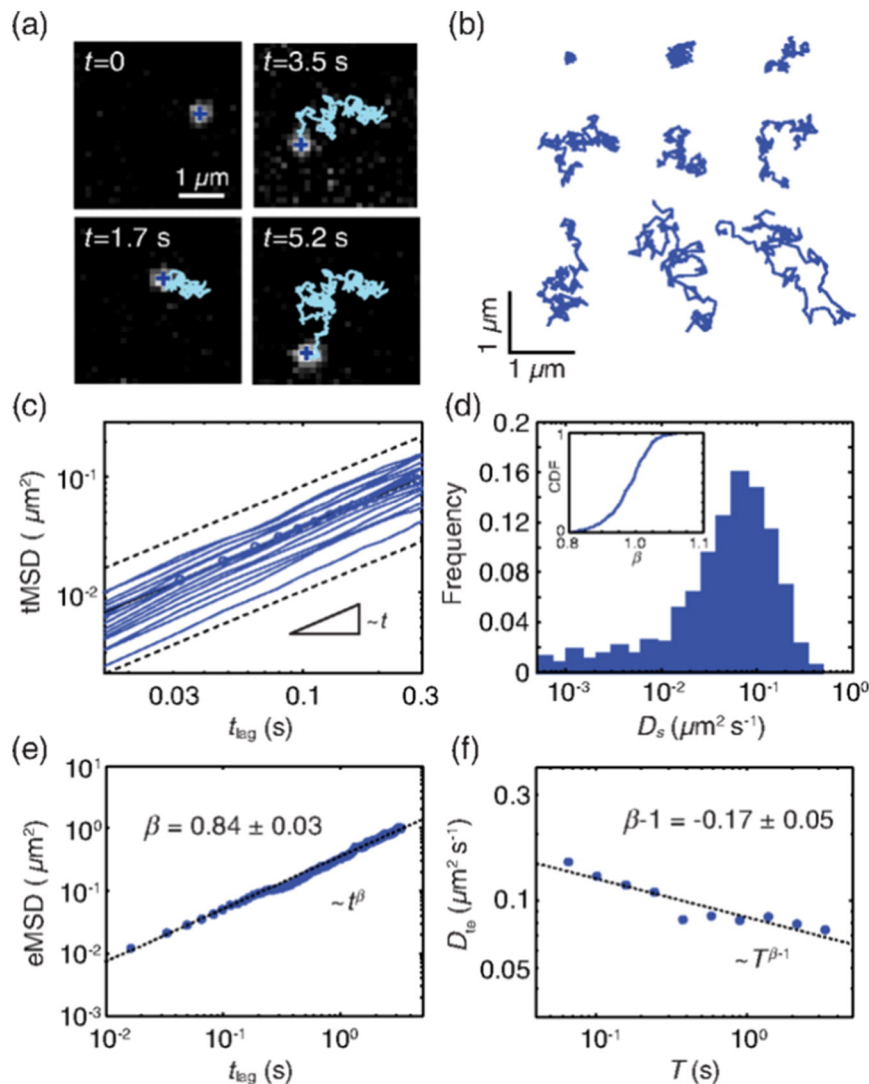 (a)
t=0
1 μm
t=3.5 s
t=1.7 s
t=5.2 s
(b)
1 μm
1 μm
(c)
tMSD ( μm²)
10⁻¹
10⁻²
~t
0.03
0.1
0.3
t_lag (s)
(d)
Frequency
0.2
0.16
0.12
0.08
0.04
0
CDF
1
0
0.8
1.0
1.1
β
10⁻³
10⁻²
10⁻¹
10⁰
D_s (μm² s⁻¹)
(e)
eMSD ( μm²)
10¹
10⁰
10⁻¹
10⁻²
10⁻³
β = 0.84 ± 0.03
~t^β
10⁻²
10⁻¹
10⁰
t_lag (s)
(f)
D_te (μm² s⁻¹)
0.3
0.1
0.05
β-1 = -0.17 ± 0.05
~T^β-1
10⁻¹
10⁰
T (s)